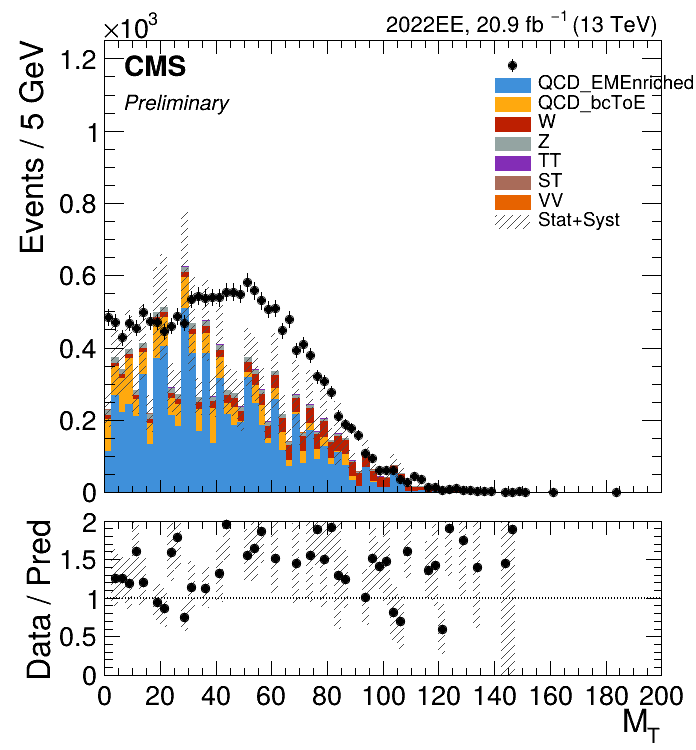 ×10³
2022EE, 20.9 fb ⁻¹ (13 TeV)
CMS
Preliminary
QCD_EMEnriched
QCD_bcToE
W
Z
TT
ST
VV
Stat+Syst
Events / 5 GeV
1.2
1
0.8
0.6
0.4
0.2
0
Data / Pred
2
1.5
1
0.5
0
0 20 40 60 80 100 120 140 160 180 200
M_T